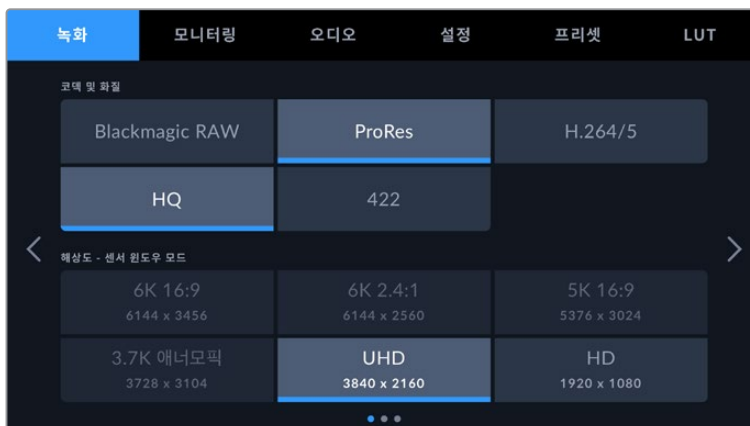 녹화 모니터링 오디오 설정 프리셋 LUT
코덱 및 화질
Blackmagic RAW ProRes H.264/5
HQ 422
해상도 - 센서 윈도우 모드
6K 16:9 6K 2.4:1 5K 16:9
6144 x 3456 6144 x 2560 5376 x 3024
3.7K 애너모픽 UHD HD
3728 x 3104 3840 x 2160 1920 x 1080